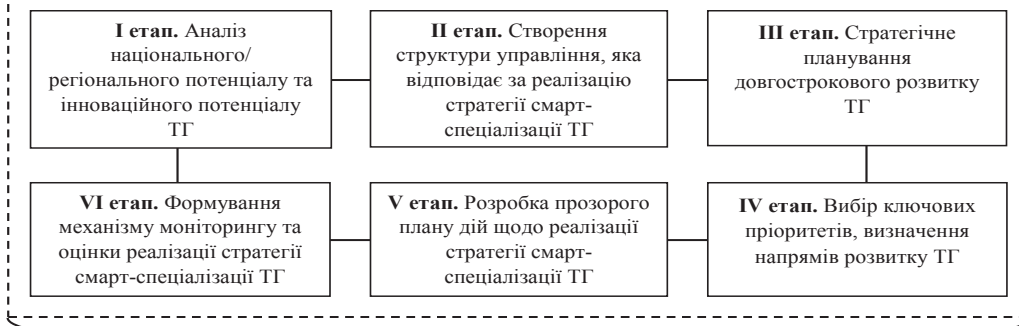 I етап. Аналіз
національного/
регіонального потенціалу та
інноваційного потенціалу
ТГ
II етап. Створення
структури управління, яка
відповідає за реалізацію
стратегії смарт-
спеціалізації ТГ
III етап. Стратегічне
планування
довгострокового розвитку
ТГ
VI етап. Формування
механізму моніторингу та
оцінки реалізації стратегії
смарт-спеціалізації ТГ
V етап. Розробка прозорого
плану дій щодо реалізації
стратегії смарт-
спеціалізації ТГ
IV етап. Вибір ключових
пріоритетів, визначення
напрямів розвитку ТГ